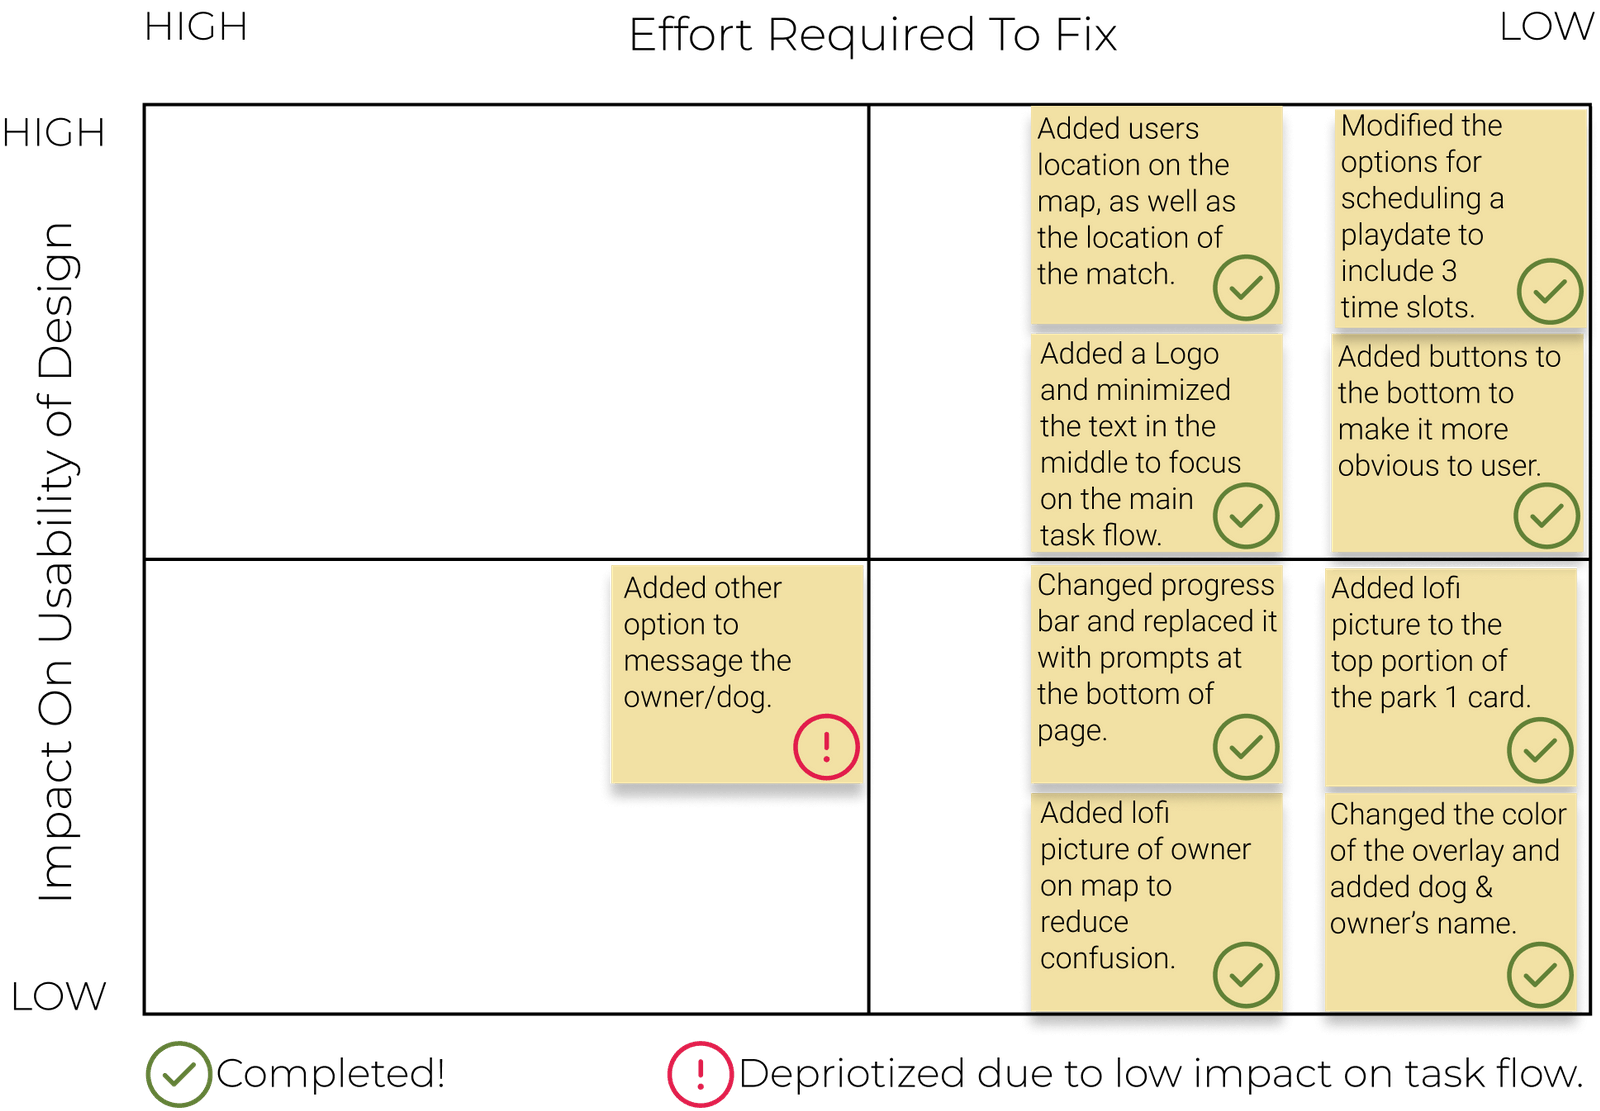 HIGH
Effort Required To Fix
LOW
HIGH
Impact On Usability of Design
LOW
Added users
location on the
map, as well as
the location of
the match.
Modified the
options for
scheduling a
playdate to
include 3
time slots.
Added a Logo
and minimized
the text in the
middle to focus
on the main
task flow.
Added buttons to
the bottom to
make it more
obvious to user.
Added other
option to
message the
owner/dog.
Changed progress
bar and replaced it
with prompts at
the bottom of
page.
Added lofi
picture to the
top portion of
the park 1 card.
Added lofi
picture of owner
on map to
reduce
confusion.
Changed the color
of the overlay and
added dog &
owner’s name.
Completed!
Depriotized due to low impact on task flow.